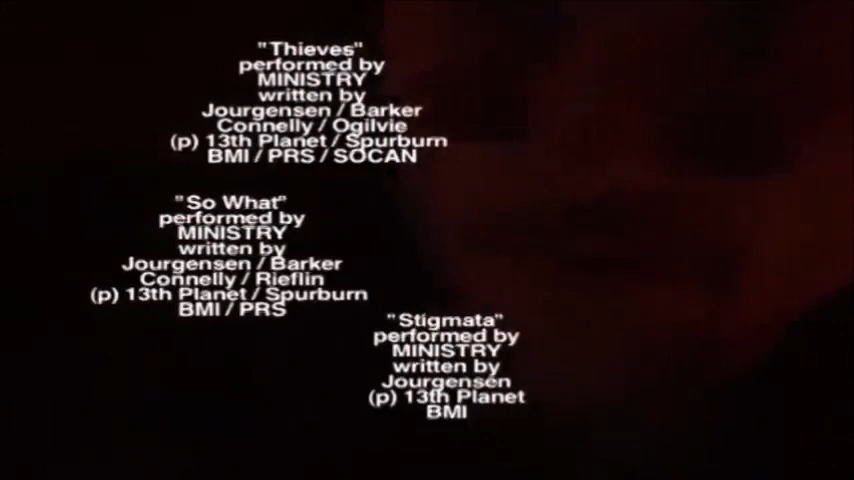 "Thieves"
performed by
MINISTRY
written by
Jourgensen / Barker
Connelly / Ogilvie
(p) 13th Planet / Spurburn
BMI / PRS / SOCAN
"So What"
performed by
MINISTRY
written by
Jourgensen / Barker
Connelly / Rieflin
(p) 13th Planet / Spurburn
BMI / PRS
"Stigmata"
performed by
MINISTRY
written by
Jourgensen
(p) 13th Planet
BMI